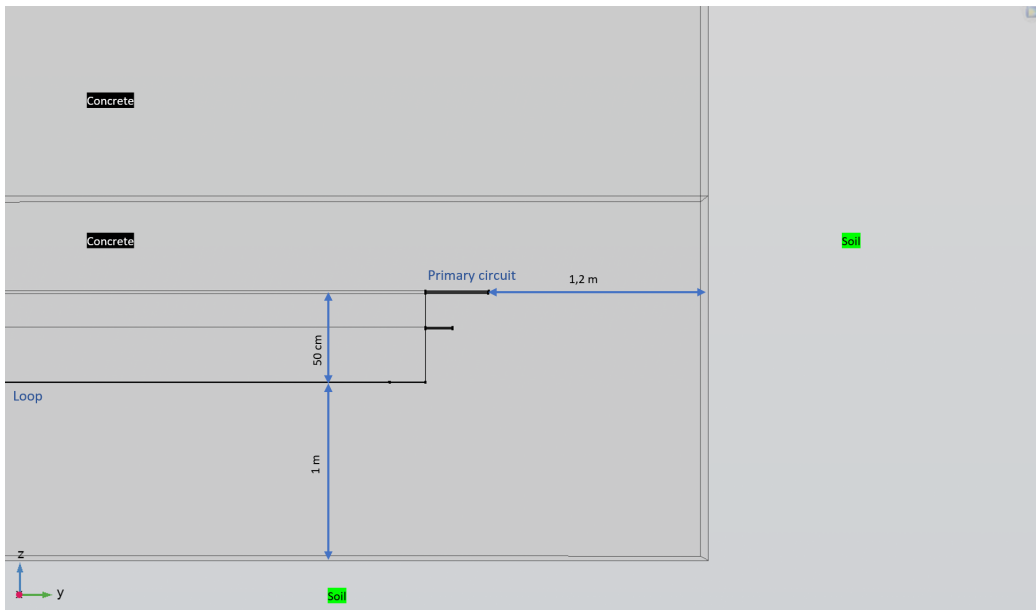 Concrete
Concrete
Soil
Primary circuit
1,2 m
50 cm
Loop
1 m
z
y
Soil